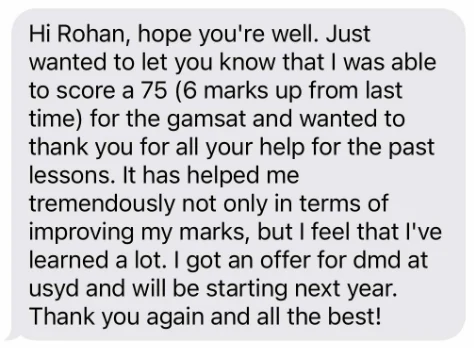 Hi Rohan, hope you're well. Just
wanted to let you know that I was able
to score a 75 (6 marks up from last
time) for the gamsat and wanted to
thank you for all your help for the past
lessons. It has helped me
tremendously not only in terms of
improving my marks, but I feel that I've
learned a lot. I got an offer for dmd at
usyd and will be starting next year.
Thank you again and all the best!